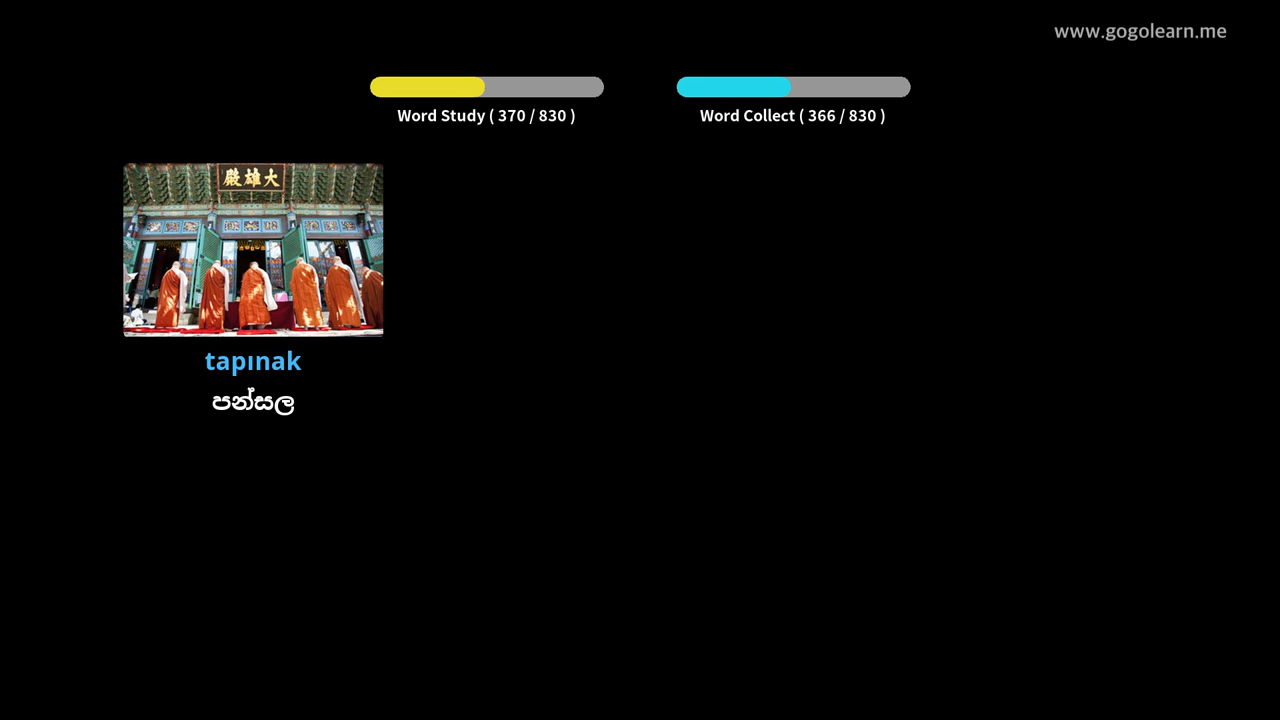 www.gogolearn.me
Word Study ( 370 / 830 )
Word Collect ( 366 / 830 )
殿雄大
tapınak
පන්සල